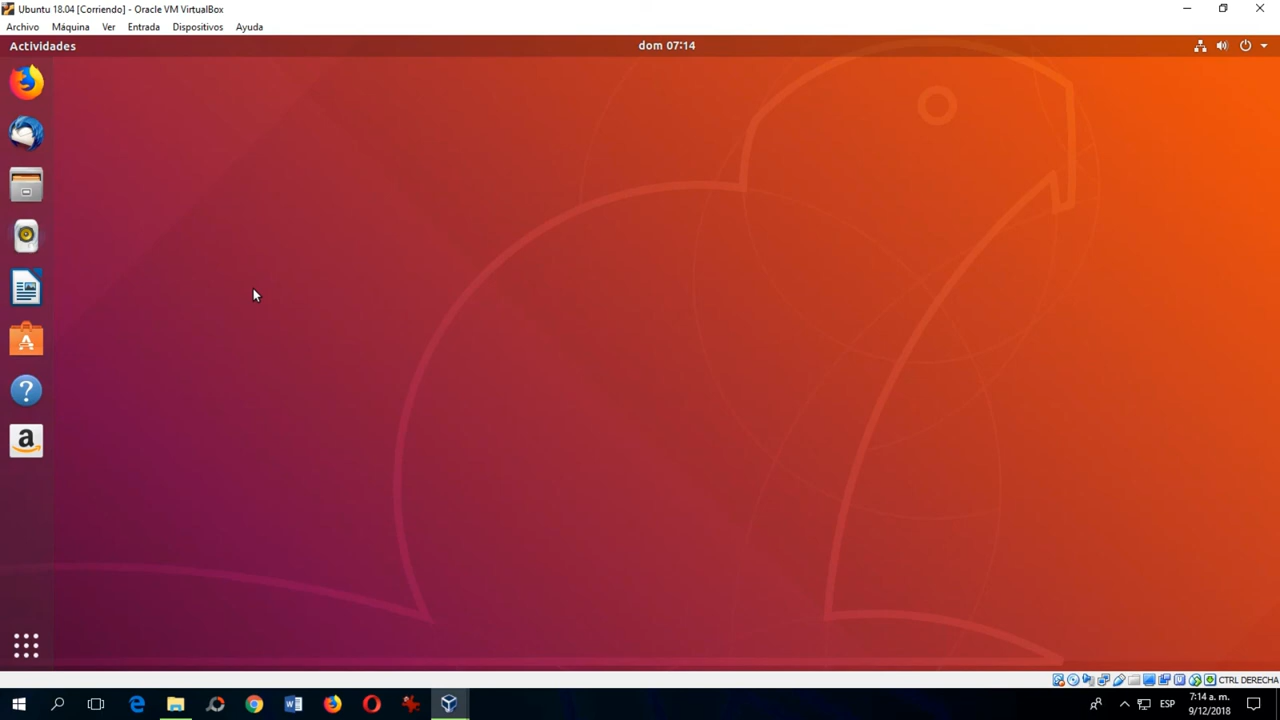 Ubuntu 18.04 [Corriendo] - Oracle VM VirtualBox
Archivo Máquina Ver Entrada Dispositivos Ayuda
Actividades dom 07:14
CTRL DERECHA
ESP
7:14 a. m.
9/12/2018